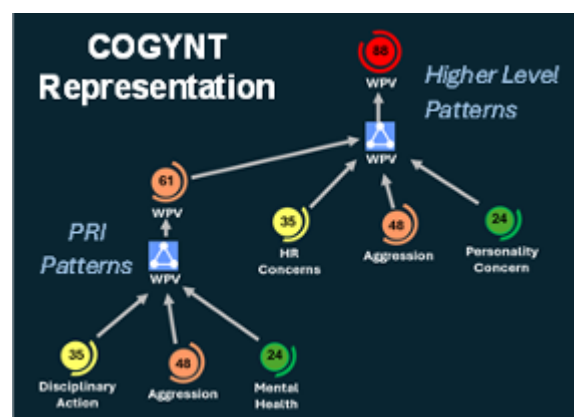 COGYNT
Representation
88
WPV
Higher Level
Patterns
WPV
61
WPV
35
HR
Concerns
48
Aggression
24
Personality
Concern
PRI
Patterns
WPV
35
Disciplinary
Action
48
Aggression
24
Mental
Health